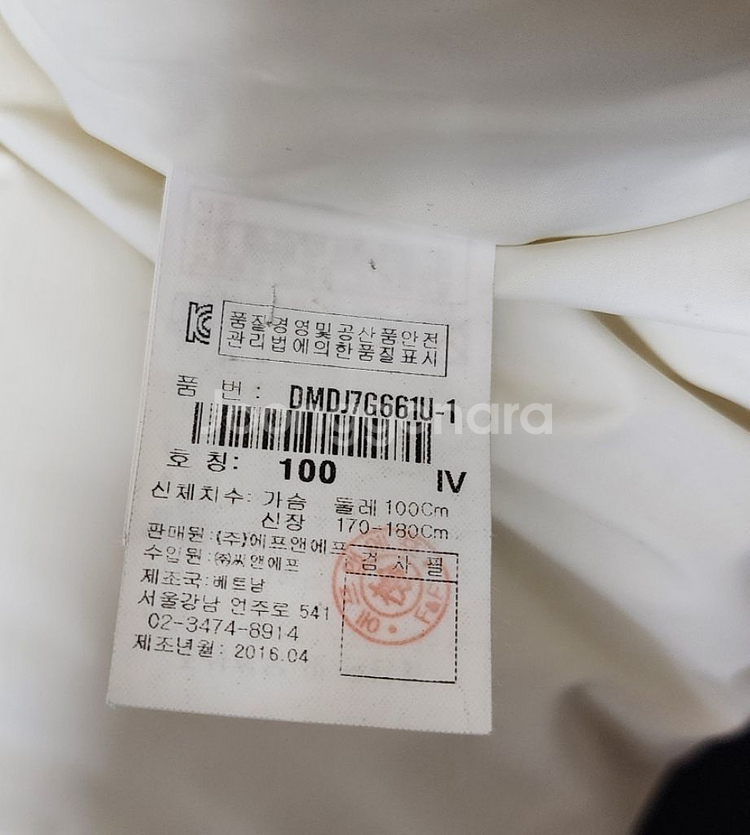 품질경영및공산품안전
관리법에의한품질표시
품 번 : DMDJ7G661U-1
joonggonara
호 칭: 100 IV
신체치수: 가슴 둘레 100Cm
신장 170-180Cm
판매원 :(주)에프앤에프
수입원 :㈜씨앤에프
검 사 필
제조국:베트남
서울강남 언주로 541
02-3474-8914
제조년월: 2016.04
F&F